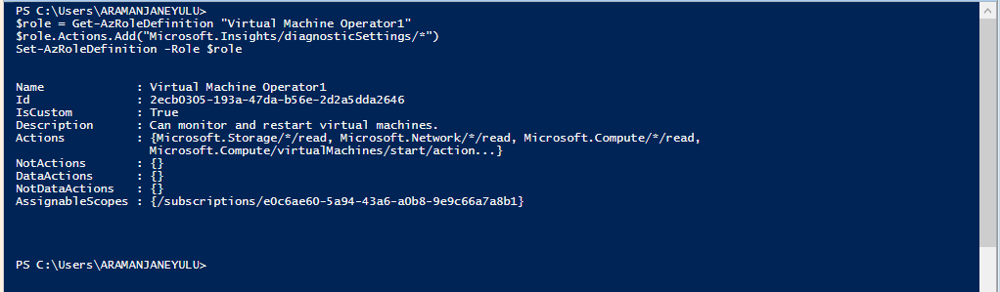 PS C:\Users\ARAMANJANEYULU>
$role = Get-AzRoleDefinition "Virtual Machine Operator1"
$role.Actions.Add("Microsoft.Insights/diagnosticSettings/*")
Set-AzRoleDefinition -Role $role
Name : Virtual Machine Operator1
Id : 2ecb0305-193a-47da-b56e-2d2a5dda2646
IsCustom : True
Description : Can monitor and restart virtual machines.
Actions : {Microsoft.Storage/*/read, Microsoft.Network/*/read, Microsoft.Compute/*/read,
Microsoft.Compute/virtualMachines/start/action...}
NotActions : {}
DataActions : {}
NotDataActions : {}
AssignableScopes : {/subscriptions/e0c6ae60-5a94-43a6-a0b8-9e9c66a7a8b1}
PS C:\Users\ARAMANJANEYULU>